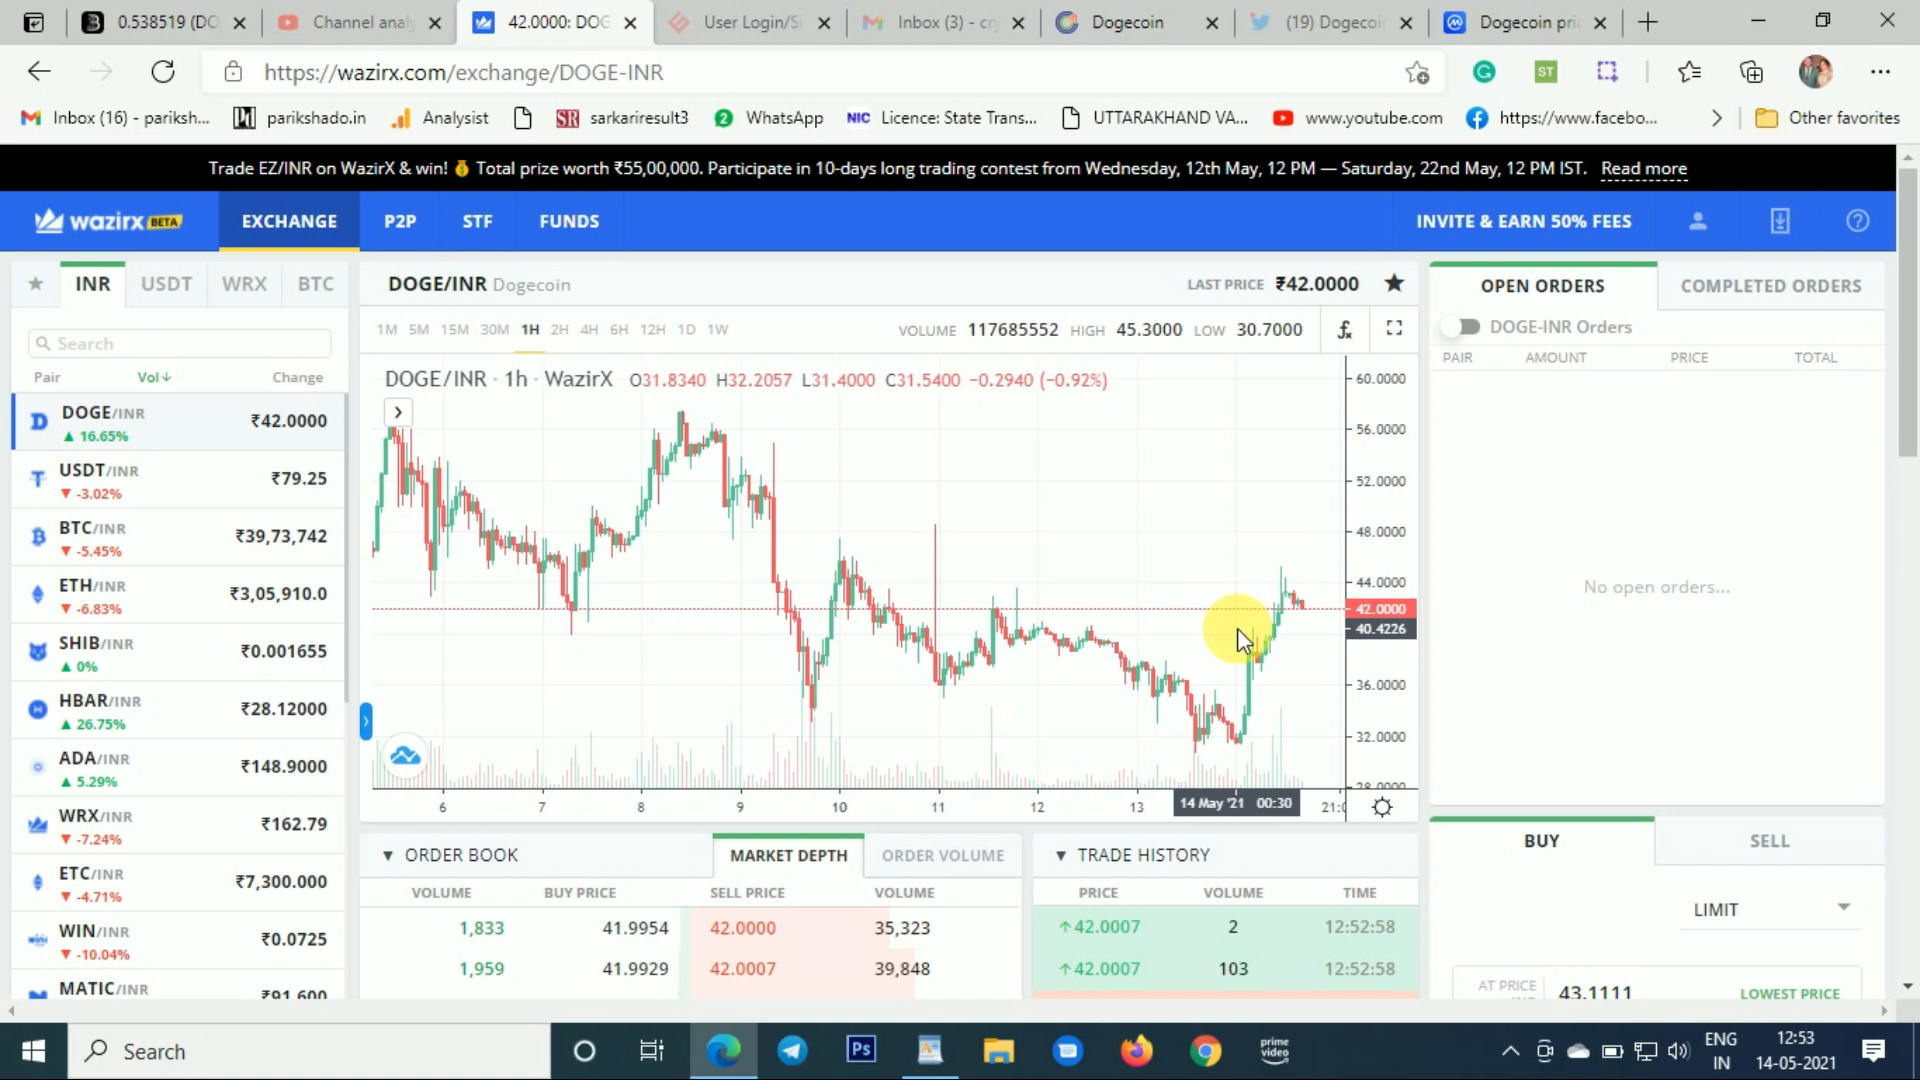 0.538519 (DO
Channel anal
42.0000: DOG
User Login/Si
Inbox (3) - cr
Dogecoin
(19) Dogecoin
Dogecoin pri
https://wazirx.com/exchange/DOGE-INR
ST
Inbox (16) - pariksh...
parikshado.in
Analysist
SR sarkariresult3
2 WhatsApp
NIC Licence: State Trans...
UTTARAKHAND VA...
www.youtube.com
https://www.facebo...
Other favorites
Trade EZ/INR on WazirX & win! 💰 Total prize worth ₹55,00,000. Participate in 10-days long trading contest from Wednesday, 12th May, 12 PM — Saturday, 22nd May, 12 PM IST. Read more
wazirx BETA
EXCHANGE P2P STF FUNDS
INVITE & EARN 50% FEES
INR USDT WRX BTC
Search
Pair Vol↓ Change
DOGE/INR ₹42.0000
▲ 16.65%
USDT/INR ₹79.25
▼ -3.02%
BTC/INR ₹39,73,742
▼ -5.45%
ETH/INR ₹3,05,910.0
▼ -6.83%
SHIB/INR ₹0.001655
▲ 0%
HBAR/INR ₹28.12000
▲ 26.75%
ADA/INR ₹148.9000
▲ 5.29%
WRX/INR ₹162.79
▼ -7.24%
ETC/INR ₹7,300.000
▼ -4.71%
WIN/INR ₹0.0725
▼ -10.04%
MATIC/INR ₹91.600
DOGE/INR Dogecoin
LAST PRICE ₹42.0000
1M 5M 15M 30M 1H 2H 4H 6H 12H 1D 1W
VOLUME 117685552 HIGH 45.3000 LOW 30.7000
DOGE/INR · 1h · WazirX O31.8340 H32.2057 L31.4000 C31.5400 −0.2940 (−0.92%)
60.0000
56.0000
52.0000
48.0000
44.0000
42.0000
40.4226
36.0000
32.0000
28.0000
6 7 8 9 10 11 12 13 14 May '21 00:30 21:0
▼ ORDER BOOK
MARKET DEPTH ORDER VOLUME
VOLUME BUY PRICE SELL PRICE VOLUME
1,833 41.9954 42.0000 35,323
1,959 41.9929 42.0007 39,848
▼ TRADE HISTORY
PRICE VOLUME TIME
↑42.0007 2 12:52:58
↑42.0007 103 12:52:58
OPEN ORDERS COMPLETED ORDERS
DOGE-INR Orders
PAIR AMOUNT PRICE TOTAL
No open orders...
BUY SELL
LIMIT
AT PRICE 43.1111 LOWEST PRICE
Search
Ps
prime video
ENG
IN
12:53
14-05-2021